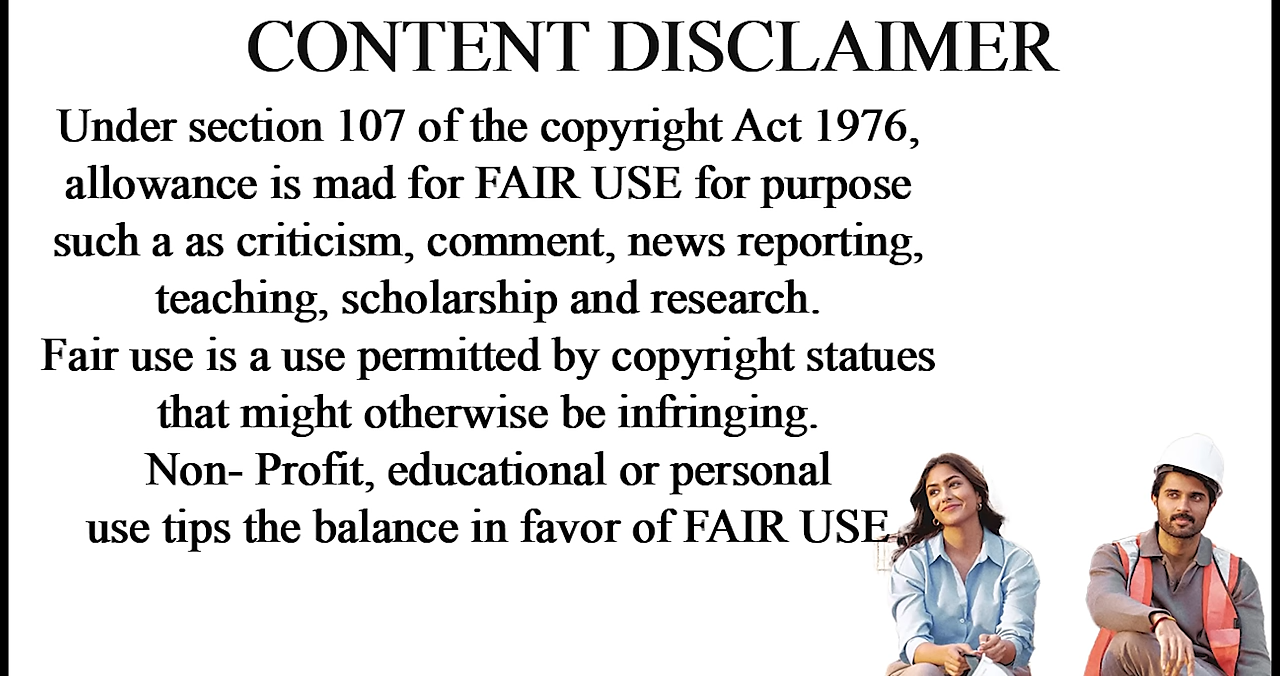 CONTENT DISCLAIMER
Under section 107 of the copyright Act 1976,
allowance is mad for FAIR USE for purpose
such a as criticism, comment, news reporting,
teaching, scholarship and research.
Fair use is a use permitted by copyright statues
that might otherwise be infringing.
Non- Profit, educational or personal
use tips the balance in favor of FAIR USE.